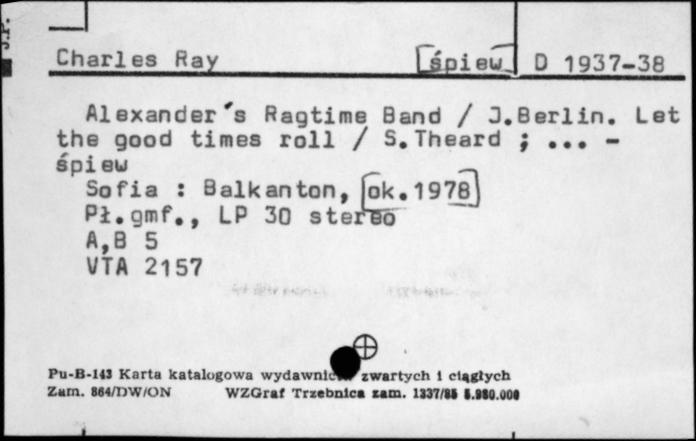 J.P.
Charles Ray [śpiew] D 1937-38
Alexander's Ragtime Band / J.Berlin. Let
the good times roll / S.Theard ; ... -
śpiew
Sofia : Balkanton, [ok.1978]
Pł.gmf., LP 30 stereo
A,B 5
VTA 2157
Pu-B-143 Karta katalogowa wydawnictw zwartych i ciągłych
Zam. 864/DW/ON WZGraf Trzebnica zam. 1337/85 5.980.000